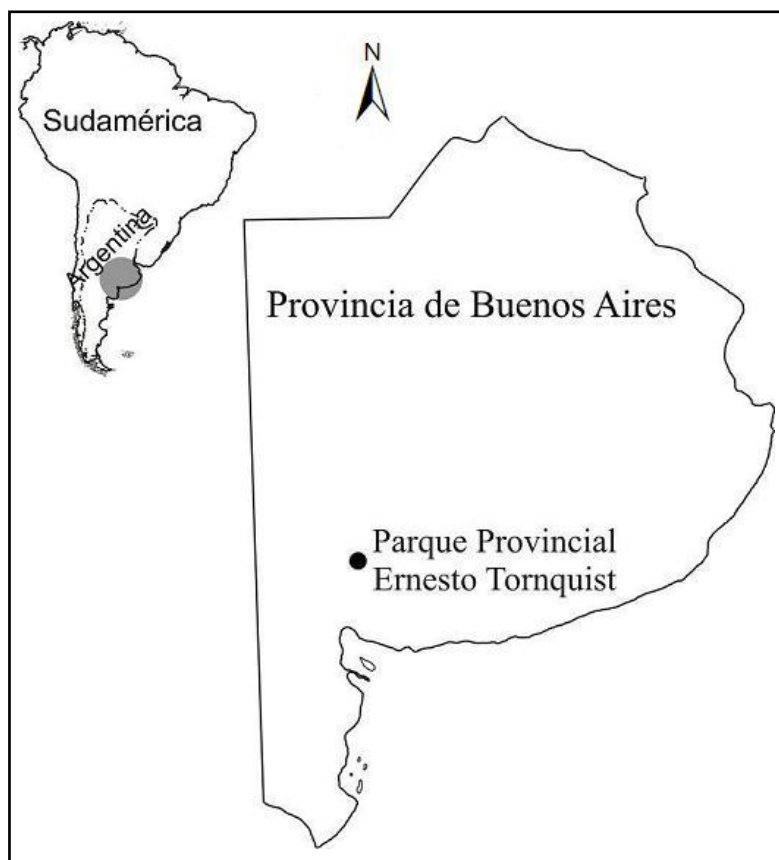 N
Sudamérica
Argentina
Provincia de Buenos Aires
Parque Provincial
Ernesto Tornquist